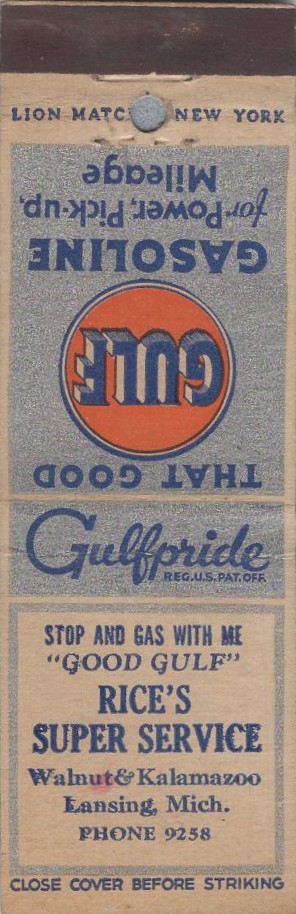 LION MATC NEW YORK
THAT GOOD
GULF
GASOLINE
for Power, Pick-up,
Mileage
Gulfpride
REG.U.S.PAT.OFF.
STOP AND GAS WITH ME
"GOOD GULF"
RICE'S
SUPER SERVICE
Walnut & Kalamazoo
Lansing, Mich.
PHONE 9258
CLOSE COVER BEFORE STRIKING